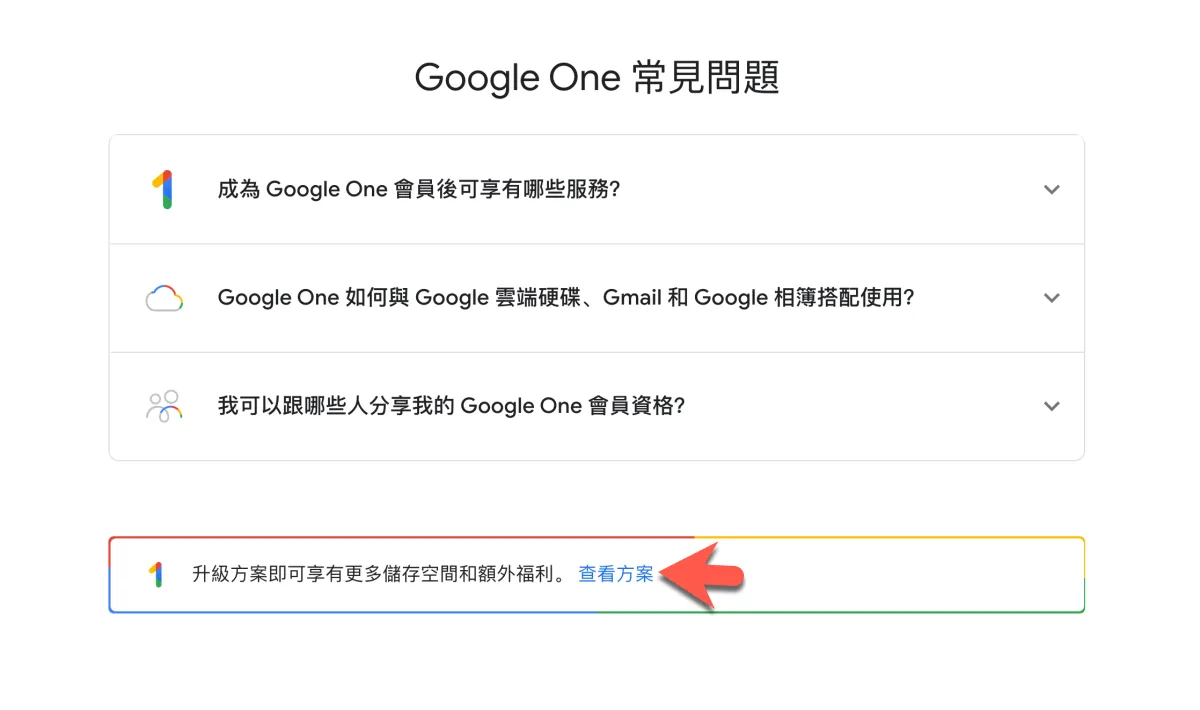 Google One 常見問題
成為 Google One 會員後可享有哪些服務?
Google One 如何與 Google 雲端硬碟、Gmail 和 Google 相簿搭配使用?
我可以跟哪些人分享我的 Google One 會員資格?
升級方案即可享有更多儲存空間和額外福利。 查看方案